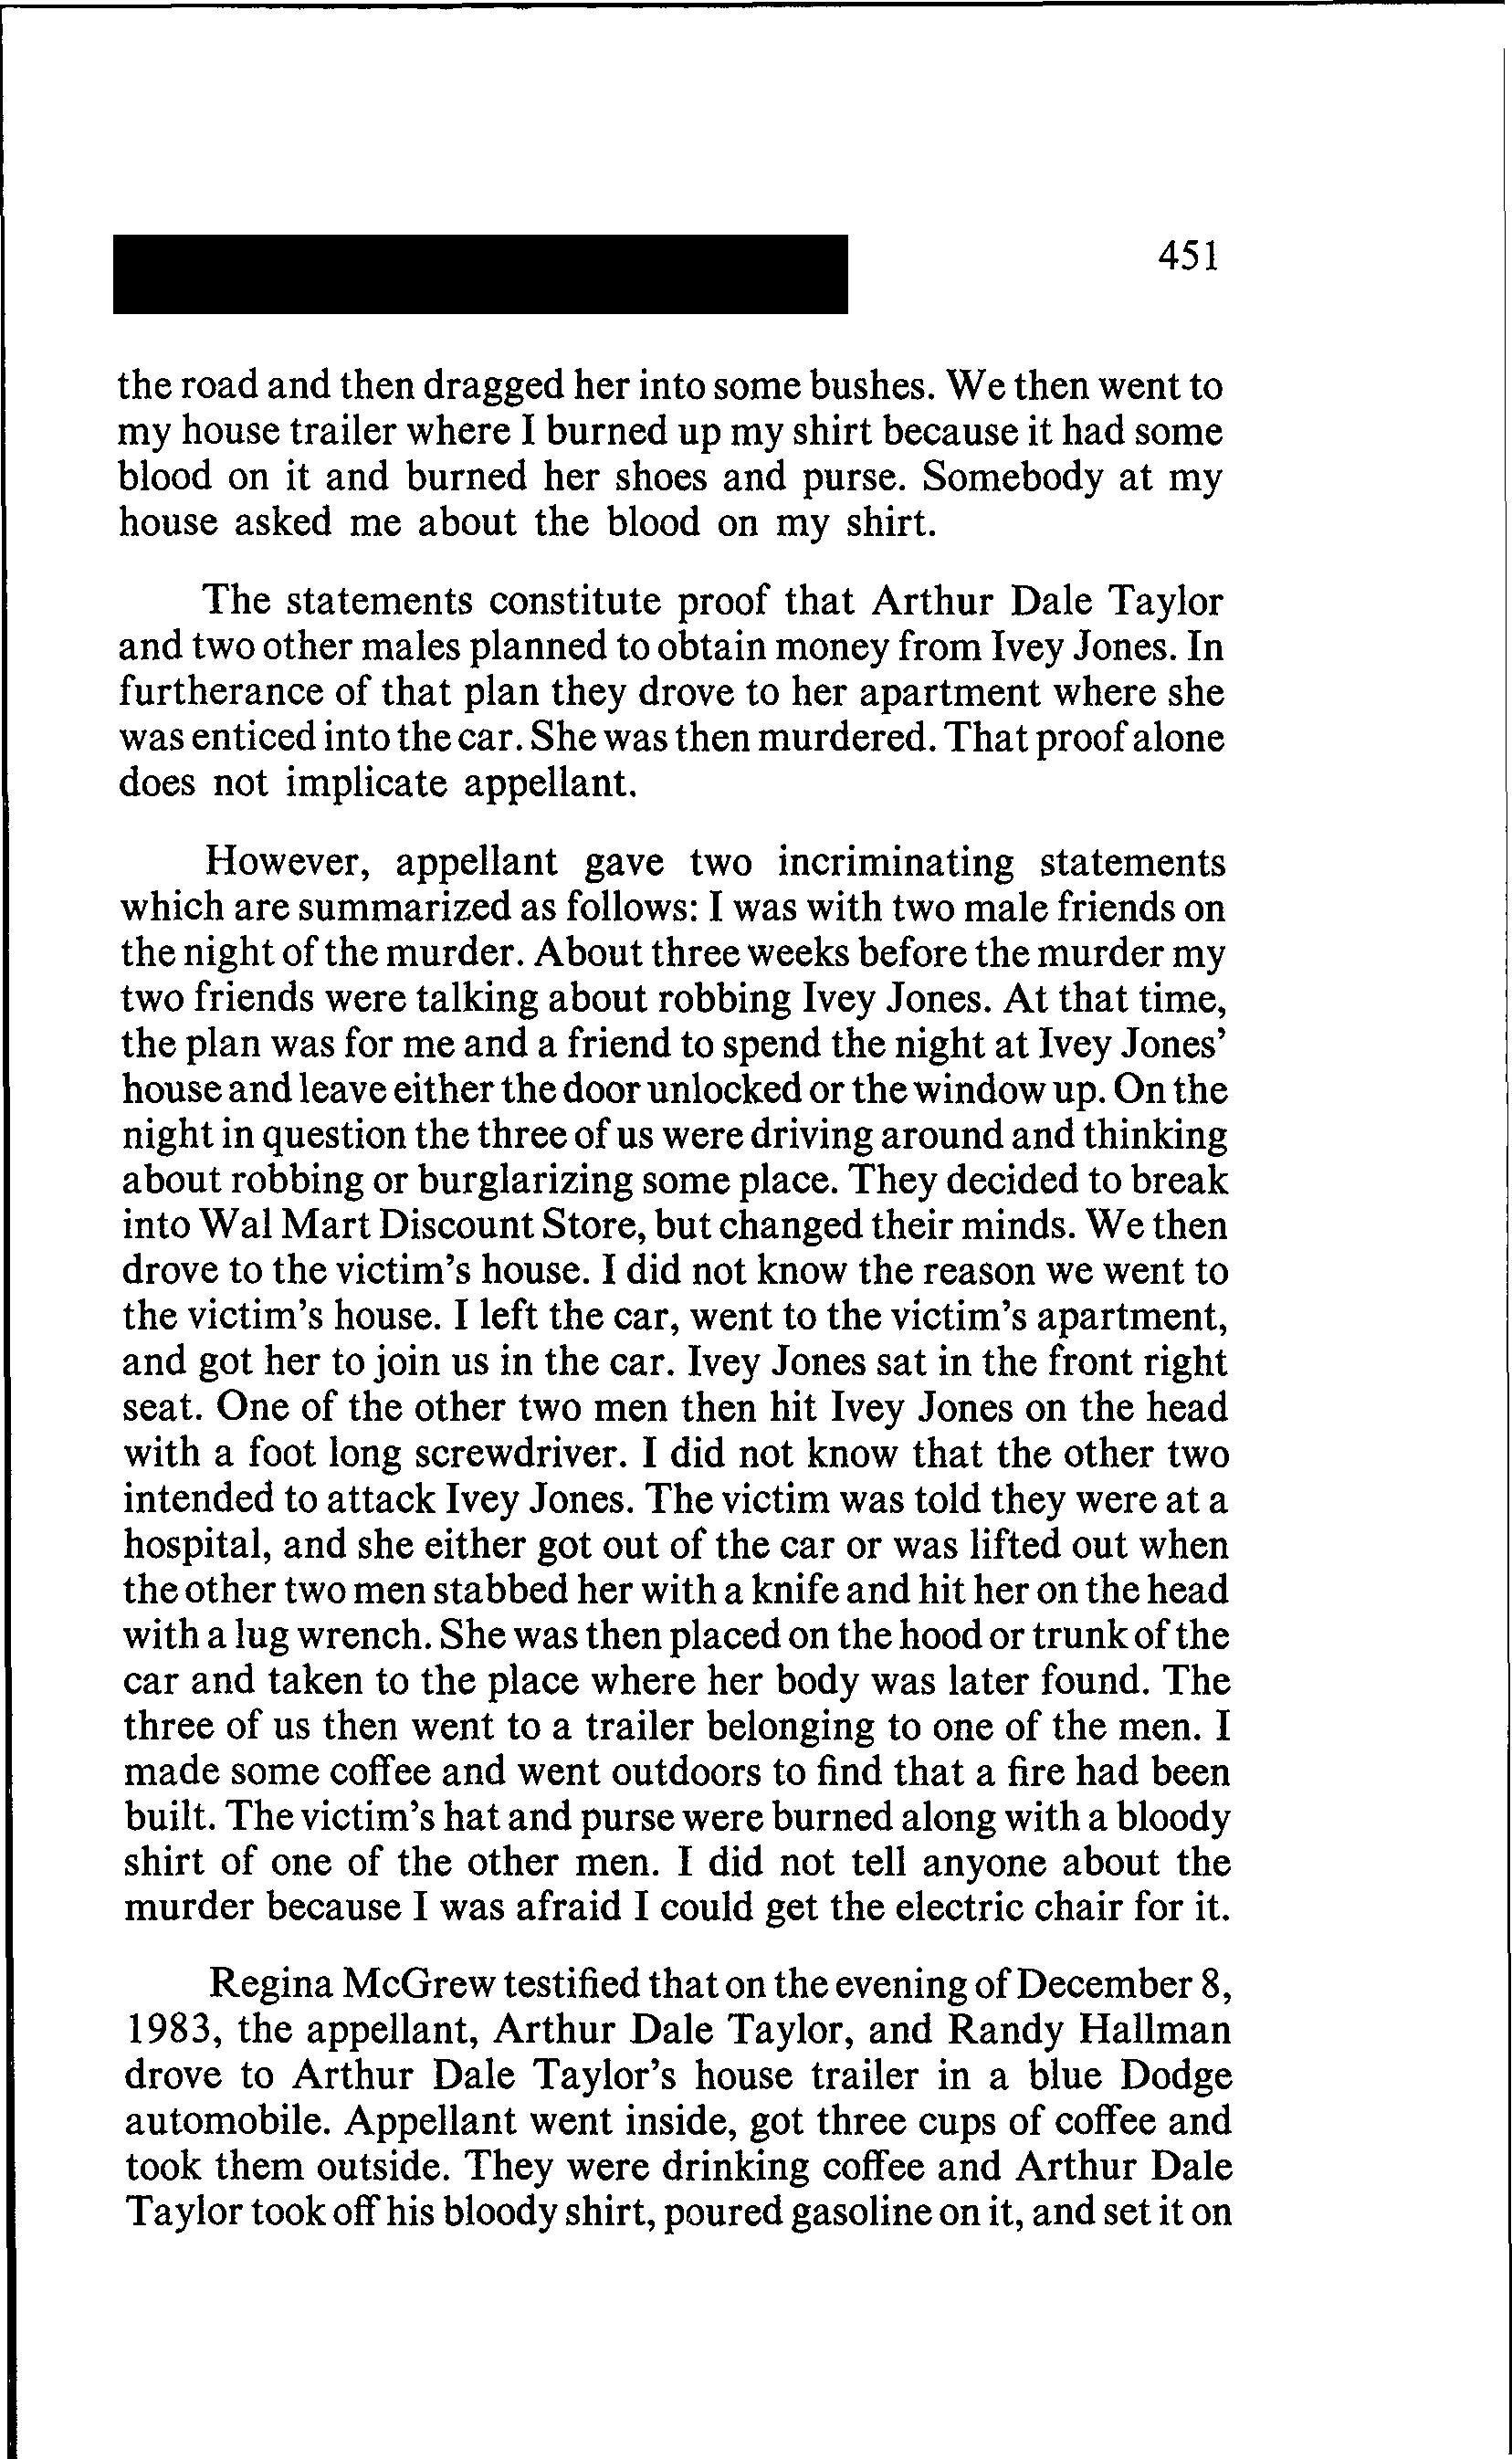 451
the road and then dragged her into some bushes. We then went to
my house trailer where I burned up my shirt because it had some
blood on it and burned her shoes and purse. Somebody at my
house asked me about the blood on my shirt.
The statements constitute proof that Arthur Dale Taylor
and two other males planned to obtain money from Ivey Jones. In
furtherance of that plan they drove to her apartment where she
was enticed into the car. She was then murdered. That proof alone
does not implicate appellant.
However, appellant gave two incriminating statements
which are summarized as follows: I was with two male friends on
the night of the murder. About three weeks before the murder my
two friends were talking about robbing Ivey Jones. At that time,
the plan was for me and a friend to spend the night at Ivey Jones'
house and leave either the door unlocked or the window up. On the
night in question the three of us were driving around and thinking
about robbing or burglarizing some place. They decided to break
into Wal Mart Discount Store, but changed their minds. We then
drove to the victim's house. I did not know the reason we went to
the victim's house. I left the car, went to the victim's apartment,
and got her to join us in the car. Ivey Jones sat in the front right
seat. One of the other two men then hit Ivey Jones on the head
with a foot long screwdriver. I did not know that the other two
intended to attack Ivey Jones. The victim was told they were at a
hospital, and she either got out of the car or was lifted out when
the other two men stabbed her with a knife and hit her on the head
with a lug wrench. She was then placed on the hood or trunk of the
car and taken to the place where her body was later found. The
three of us then went to a trailer belonging to one of the men. I
made some coffee and went outdoors to find that a fire had been
built. The victim's hat and purse were burned along with a bloody
shirt of one of the other men. I did not tell anyone about the
murder because I was afraid I could get the electric chair for it.
Regina McGrew testified that on the evening of December 8,
1983, the appellant, Arthur Dale Taylor, and Randy Hallman
drove to Arthur Dale Taylor's house trailer in a blue Dodge
automobile. Appellant went inside, got three cups of coffee and
took them outside. They were drinking coffee and Arthur Dale
Taylor took off his bloody shirt, poured gasoline on it, and set it on